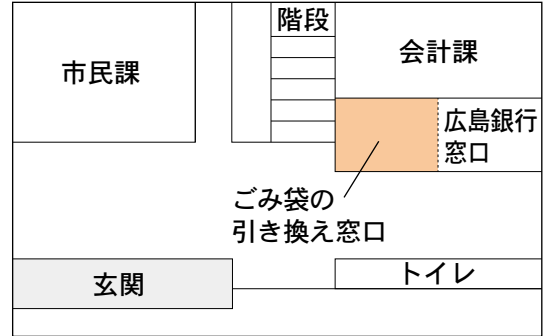 階段
市民課
会計課
広島銀行
窓口
ごみ袋の
引き換え窓口
玄関
トイレ